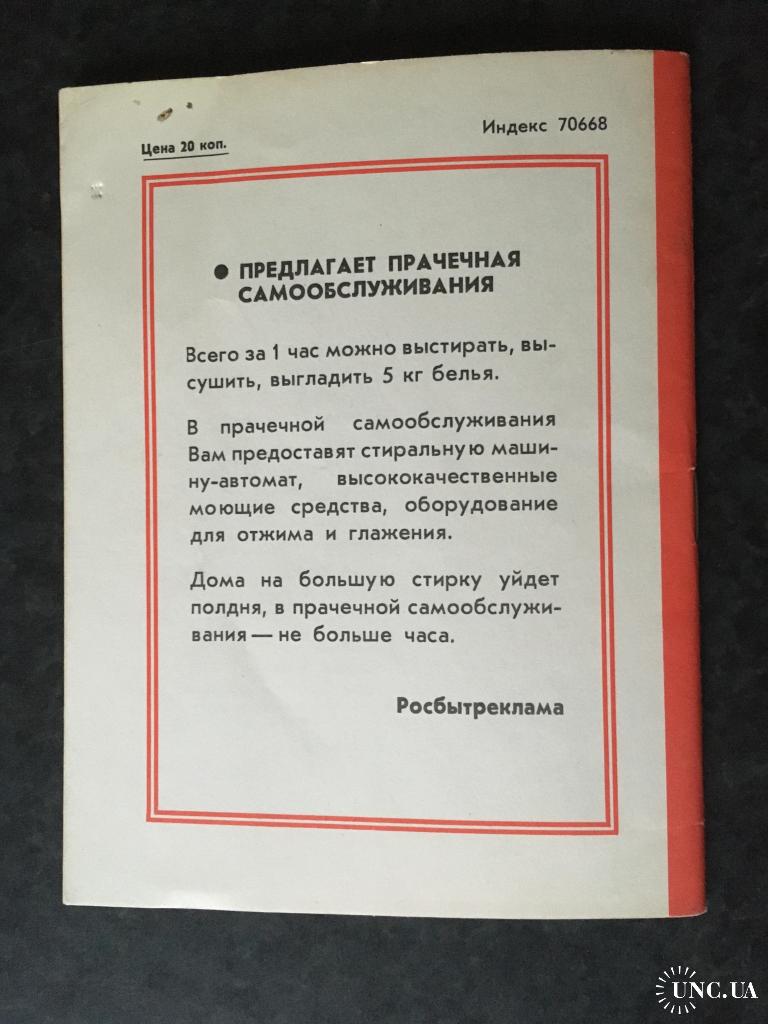 Цена 20 коп.
Индекс 70668
● ПРЕДЛАГАЕТ ПРАЧЕЧНАЯ
САМООБСЛУЖИВАНИЯ
Всего за 1 час можно выстирать, вы-
сушить, выгладить 5 кг белья.
В прачечной самообслуживания
Вам предоставят стиральную маши-
ну-автомат, высококачественные
моющие средства, оборудование
для отжима и глажения.
Дома на большую стирку уйдет
полдня, в прачечной самообслужи-
вания — не больше часа.
Росбытреклама
UNC.UA